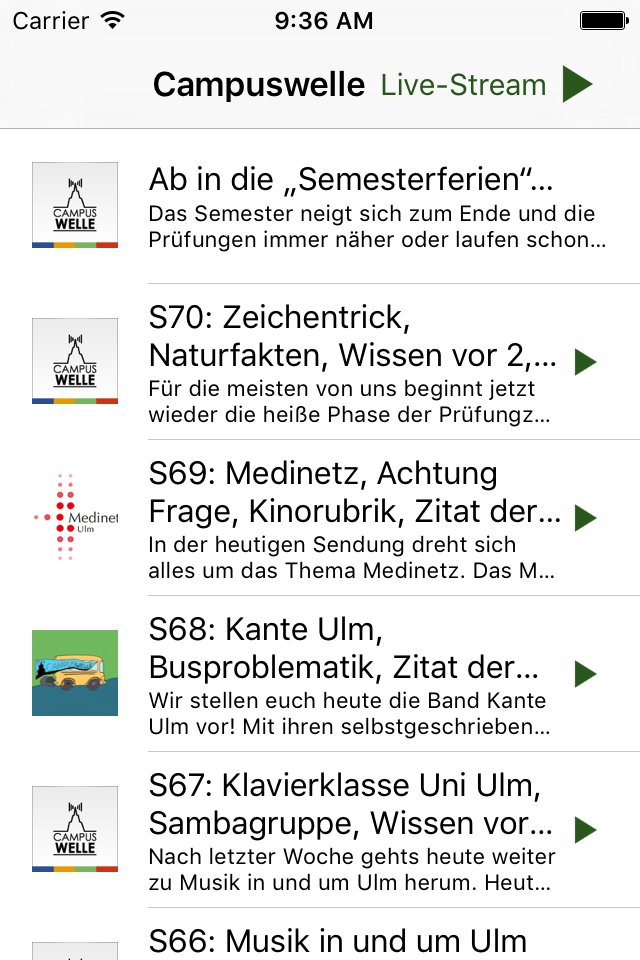 Carrier 9:36 AM
Campuswelle Live-Stream
CAMPUS
WELLE
Ab in die „Semesterferien“...
Das Semester neigt sich zum Ende und die
Prüfungen immer näher oder laufen schon...
CAMPUS
WELLE
S70: Zeichentrick,
Naturfakten, Wissen vor 2,...
Für die meisten von uns beginnt jetzt
wieder die heiße Phase der Prüfungz...
Medinet
Ulm
S69: Medinetz, Achtung
Frage, Kinorubrik, Zitat der...
In der heutigen Sendung dreht sich
alles um das Thema Medinetz. Das M...
CAMPUSWELLE
S68: Kante Ulm,
Busproblematik, Zitat der...
Wir stellen euch heute die Band Kante
Ulm vor! Mit ihren selbstgeschrieben...
CAMPUS
WELLE
S67: Klavierklasse Uni Ulm,
Sambagruppe, Wissen vor...
Nach letzter Woche gehts heute weiter
zu Musik in und um Ulm herum. Heut...
S66: Musik in und um Ulm